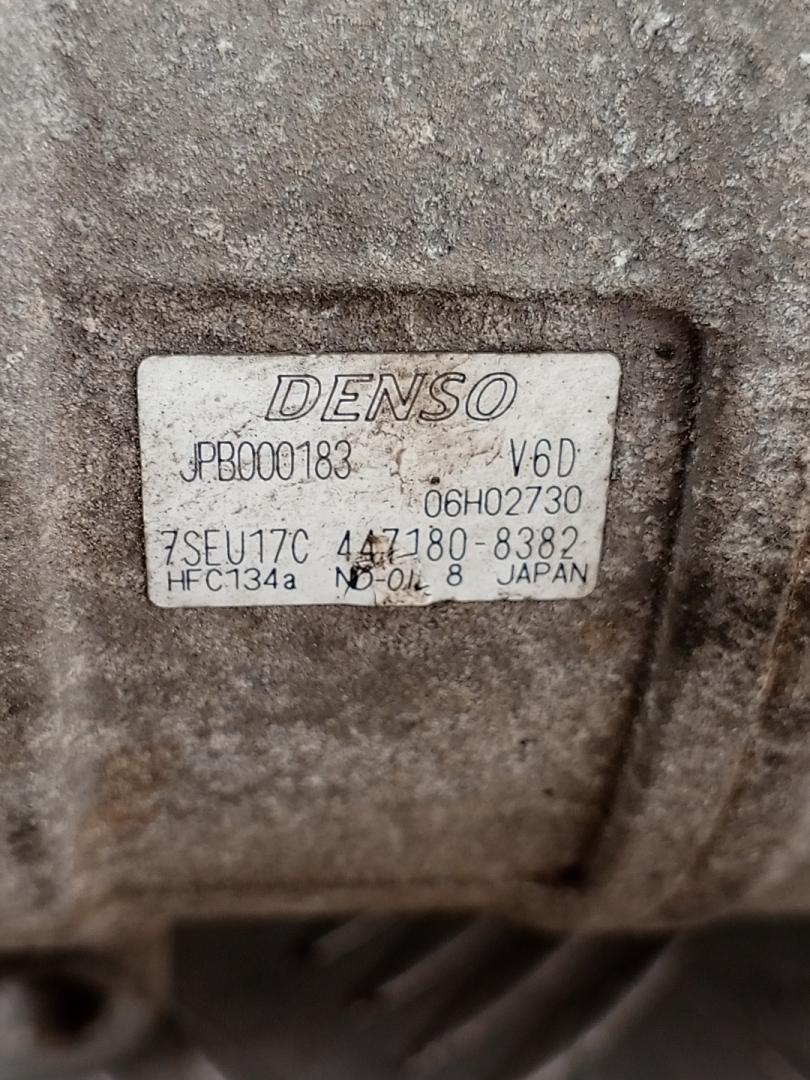 DENSO
JPB000183 V6D
06H02730
7SEU17C 447180-8382
HFC134a ND-OIL 8 JAPAN